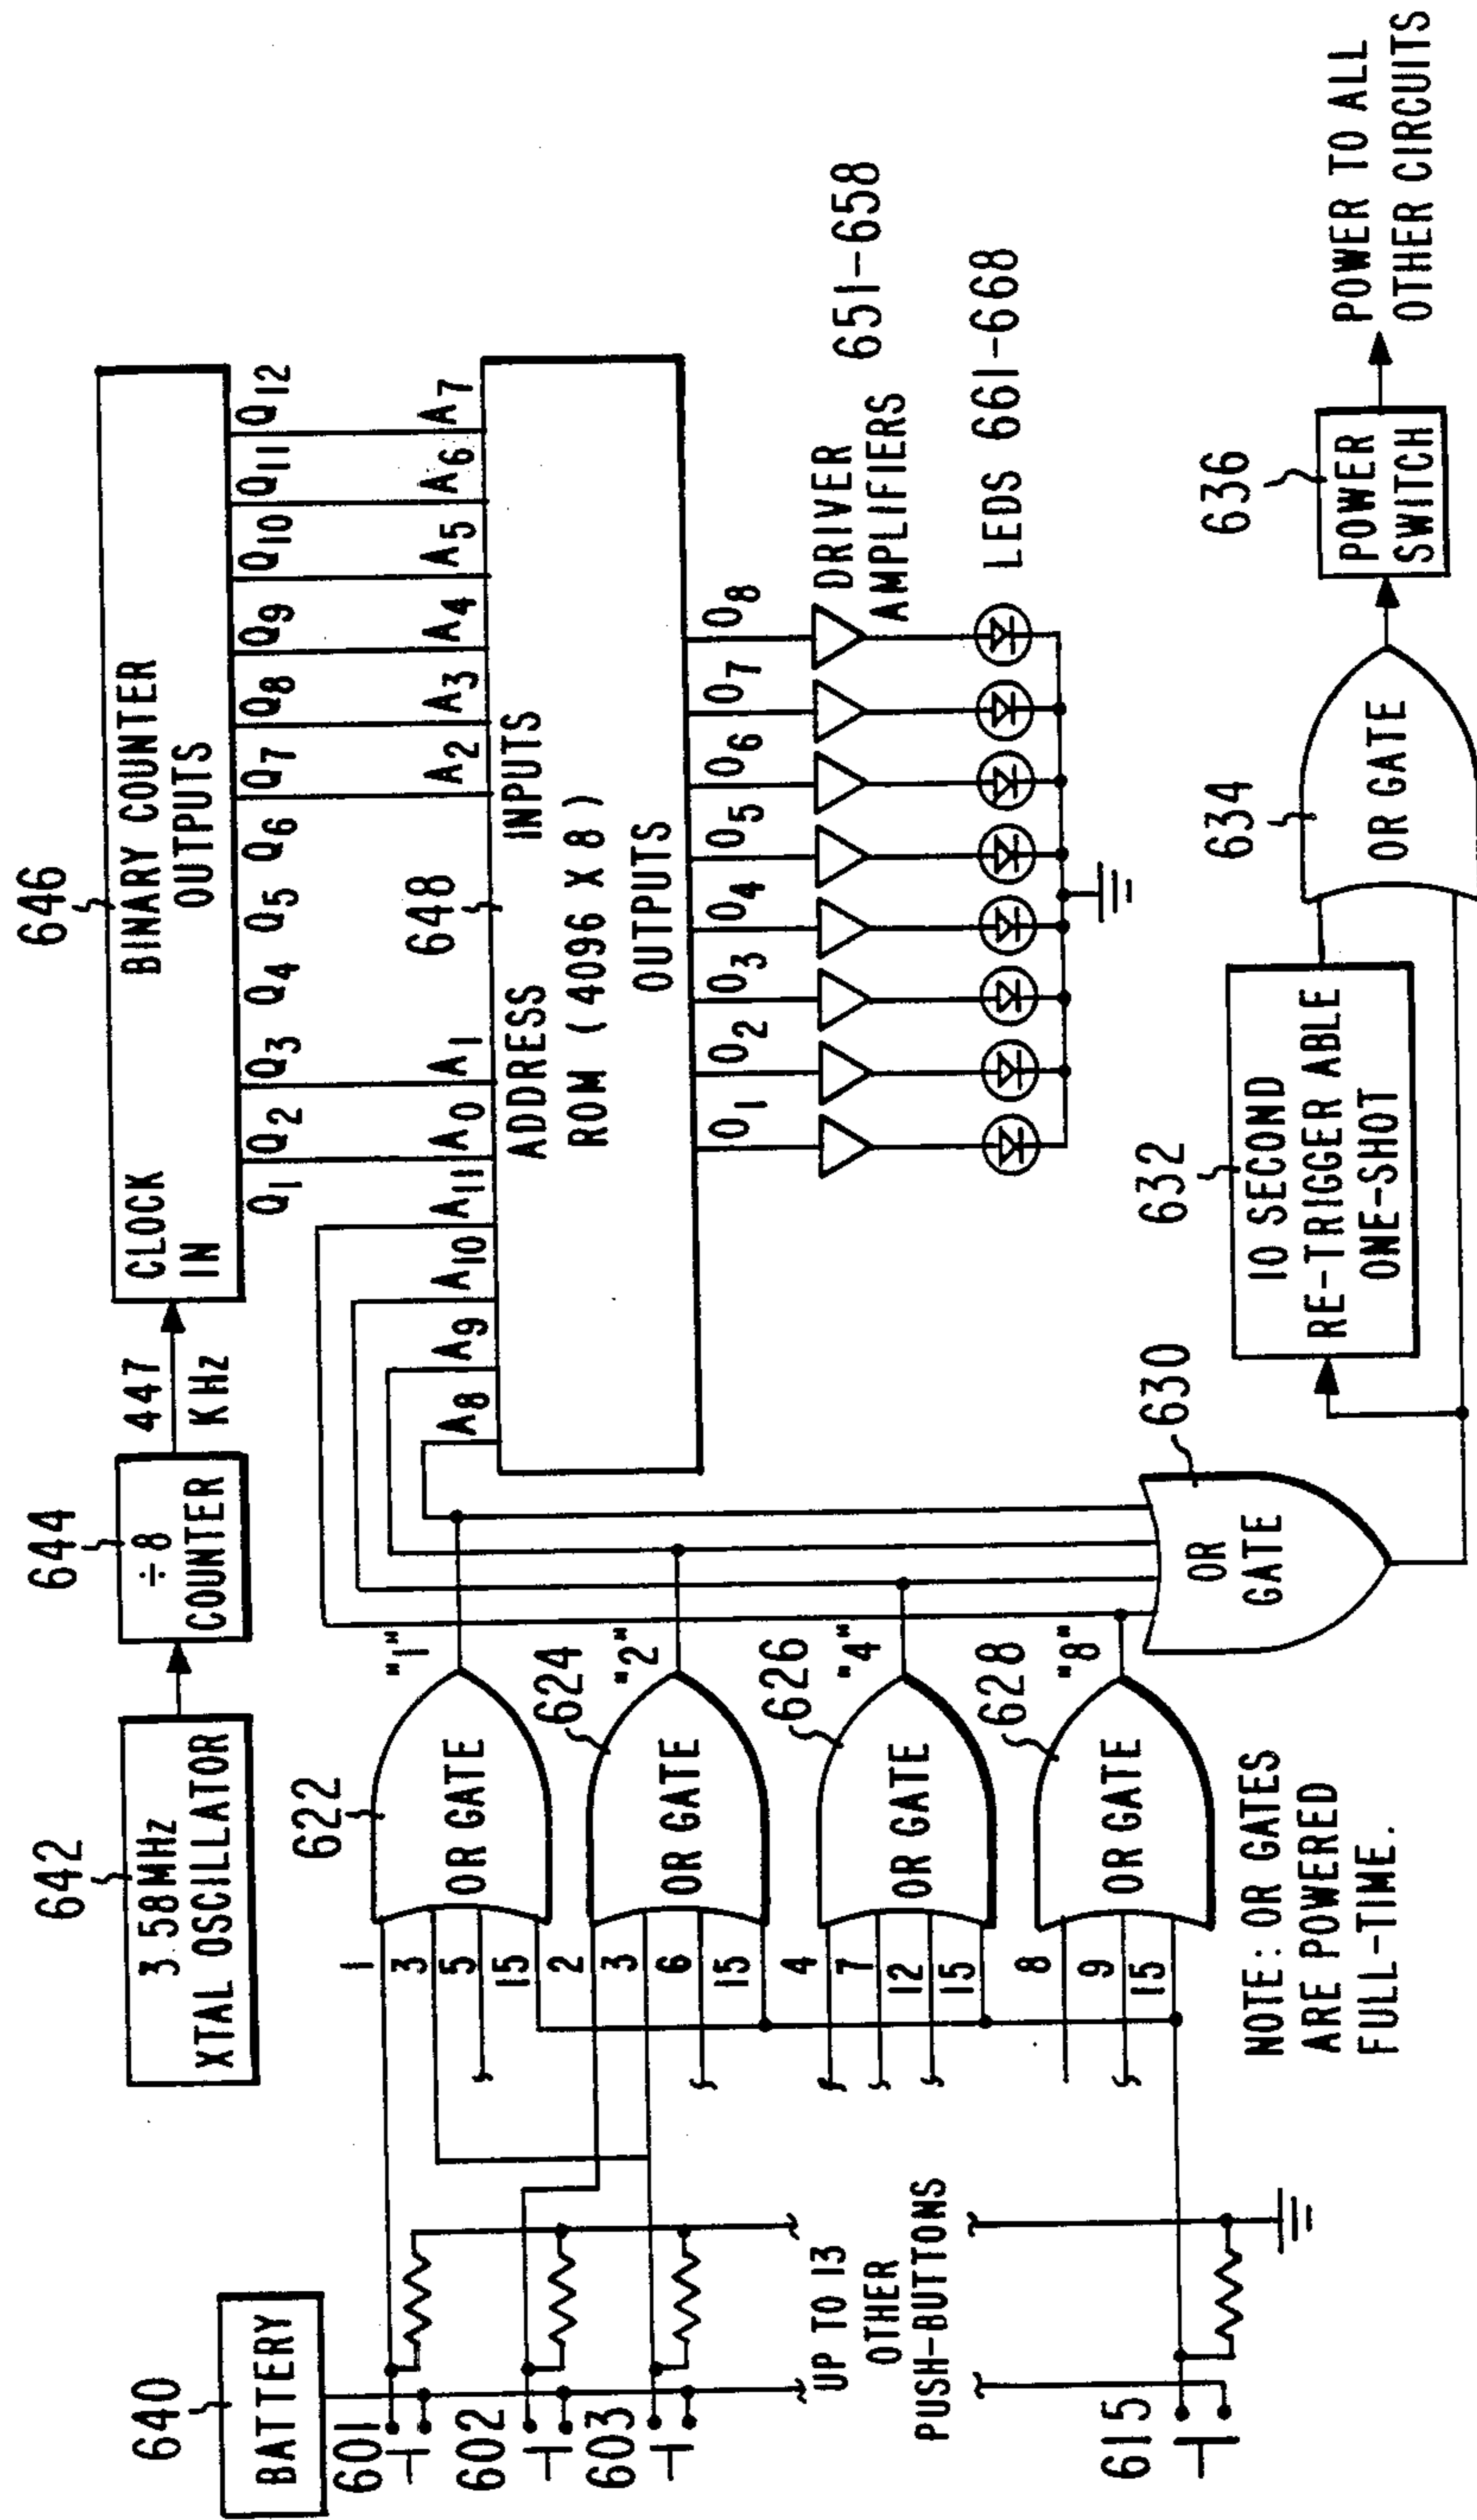 640
BATTERY
601
602
603
UP TO 13
OTHER
PUSH-BUTTONS
615
642
3.58MHz
XTAL OSCILLATOR
644
÷8
COUNTER
447
KHz
646
CLOCK
IN
BINARY COUNTER
OUTPUTS
Q1 Q2 Q3 Q4 Q5 Q6 Q7 Q8 Q9 Q10 Q11 Q12
A8 A9 A10 A11 A0 A1 A2 A3 A4 A5 A6 A7
648
ADDRESS INPUTS
ROM (4096 X 8)
OUTPUTS
O1 O2 O3 O4 O5 O6 O7 O8
DRIVER
AMPLIFIERS 651-658
LEDS 661-668
622
1
3
5
15
OR GATE
"1"
624
2
3
6
15
OR GATE
"2"
626
4
7
12
15
OR GATE
"4"
628
8
9
15
OR GATE
"8"
NOTE: OR GATES
ARE POWERED
FULL-TIME.
630
OR
GATE
632
10 SECOND
RE-TRIGGER ABLE
ONE-SHOT
634
OR GATE
636
POWER
SWITCH
POWER TO ALL
OTHER CIRCUITS